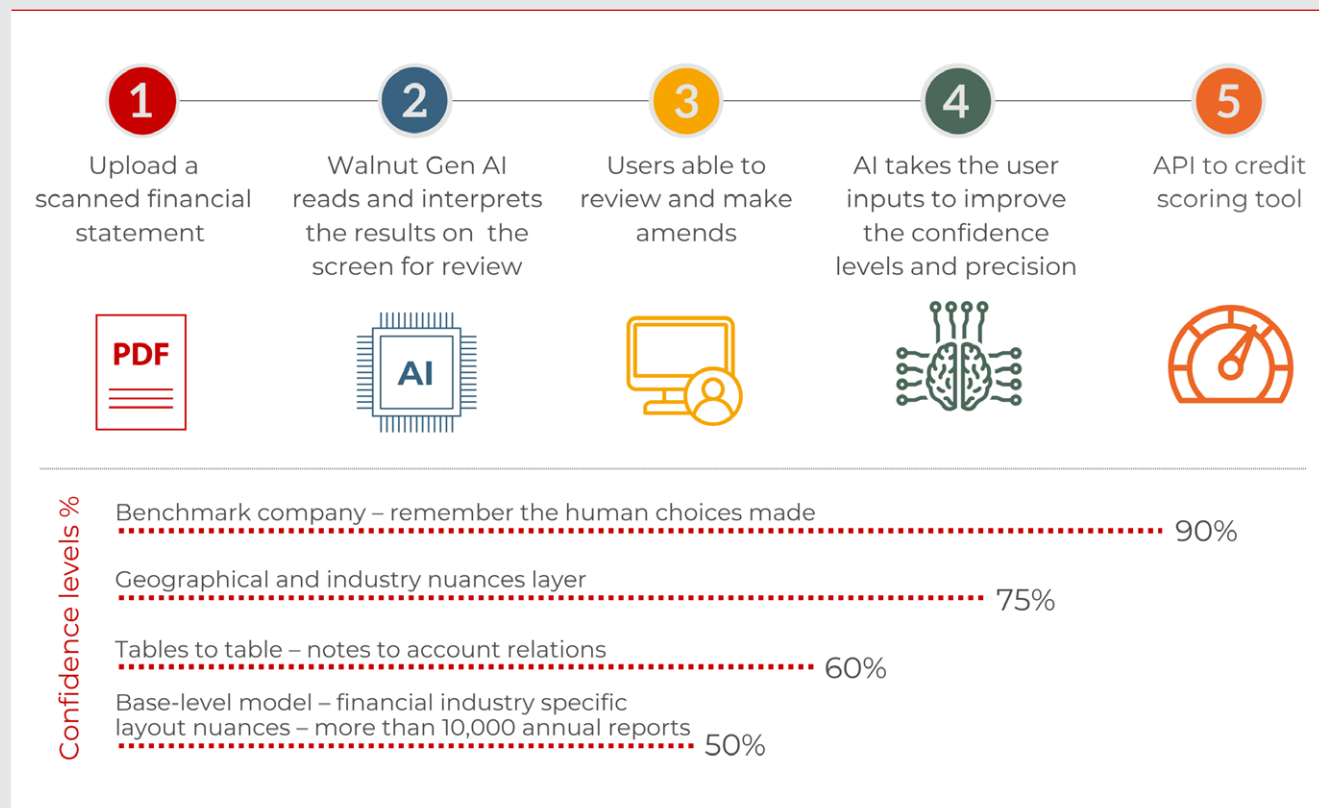 1
Upload a
scanned financial
statement
PDF
2
Walnut Gen AI
reads and interprets
the results on the
screen for review
AI
3
Users able to
review and make
amends
4
AI takes the user
inputs to improve
the confidence
levels and precision
5
API to credit
scoring tool
Confidence levels %
Benchmark company – remember the human choices made
90%
Geographical and industry nuances layer
75%
Tables to table – notes to account relations
60%
Base-level model – financial industry specific
layout nuances – more than 10,000 annual reports
50%